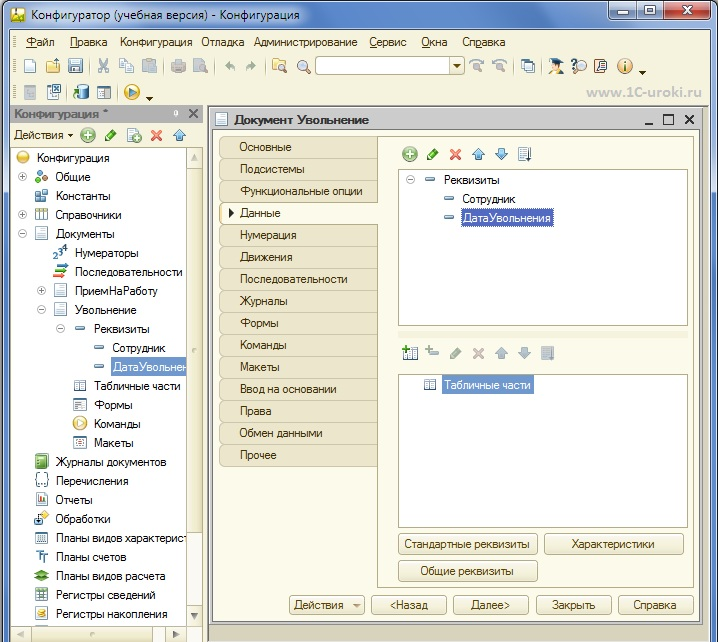 Конфигуратор (учебная версия) - Конфигурация
Файл Правка Конфигурация Отладка Администрирование Сервис Окна Справка
www.1C-uroki.ru
Конфигурация *
Действия
Конфигурация
Общие
Константы
Справочники
Документы
Нумераторы
Последовательности
ПриемНаРаботу
Увольнение
Реквизиты
Сотрудник
ДатаУвольнен
Табличные части
Формы
Команды
Макеты
Журналы документов
Перечисления
Отчеты
Обработки
Планы видов характерист
Планы счетов
Планы видов расчета
Регистры сведений
Регистры накопления
Документ Увольнение
Основные
Подсистемы
Функциональные опции
Данные
Нумерация
Движения
Последовательности
Журналы
Формы
Команды
Макеты
Ввод на основании
Права
Обмен данными
Прочее
Реквизиты
Сотрудник
ДатаУвольнения
Табличные части
Стандартные реквизиты Характеристики
Общие реквизиты
Действия <Назад Далее> Закрыть Справка